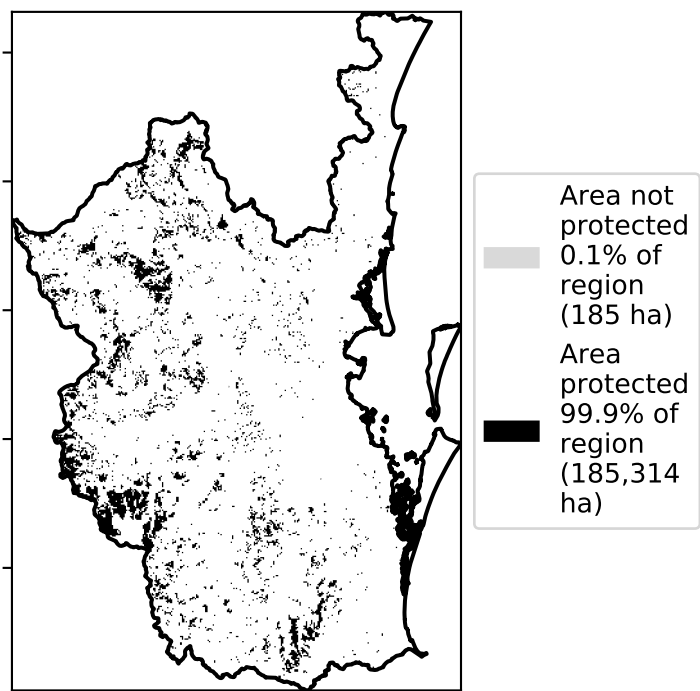 Area not
protected
0.1% of
region
(185 ha)
Area
protected
99.9% of
region
(185,314
ha)